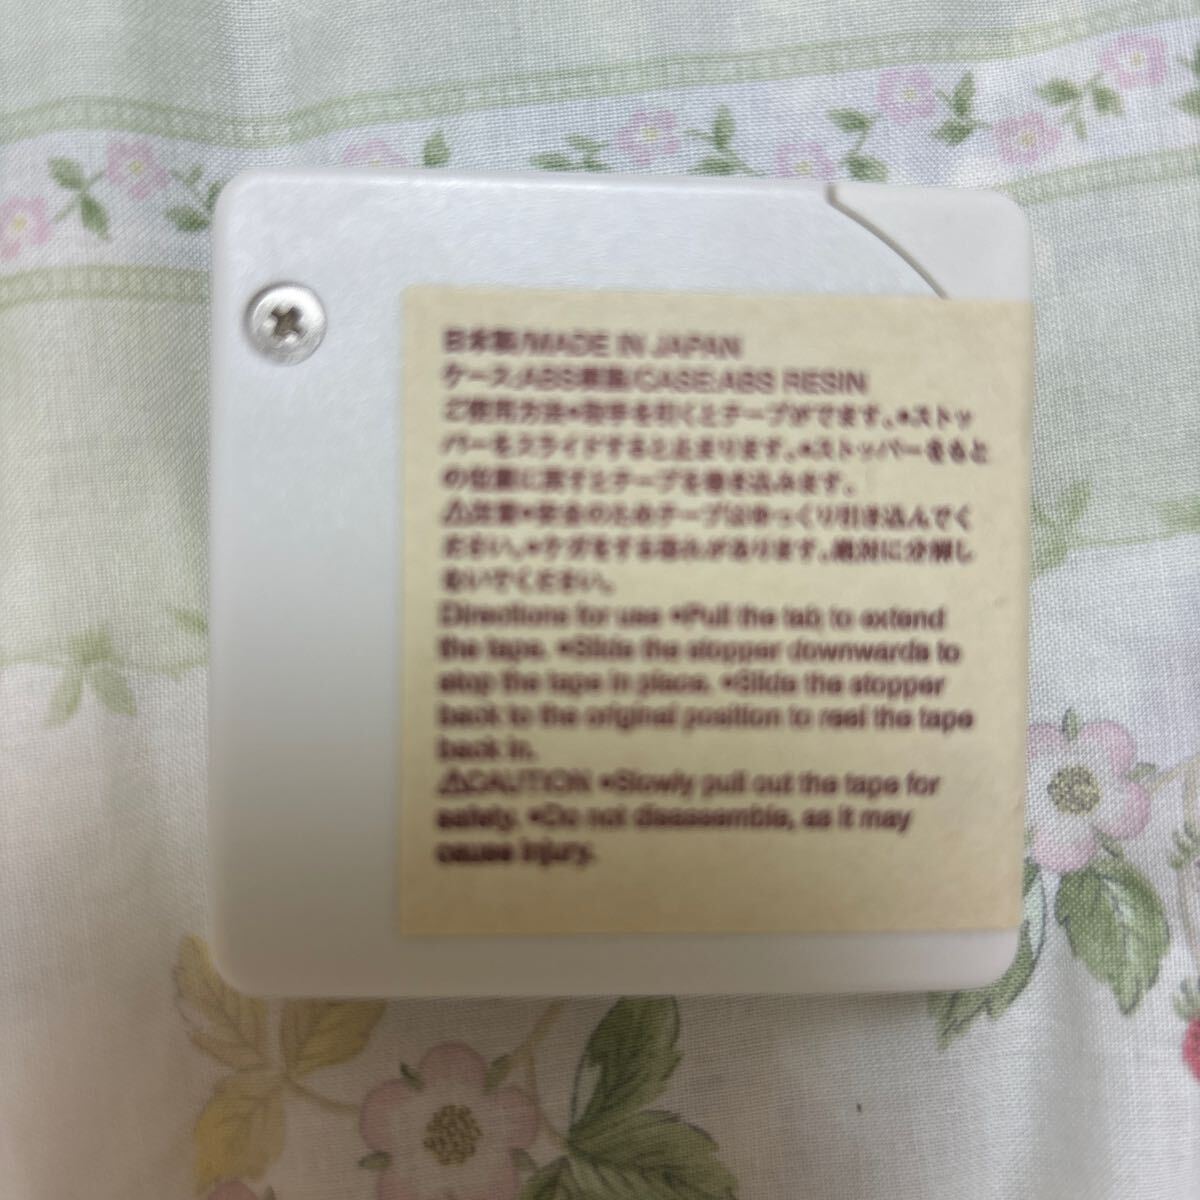 日本製/MADE IN JAPAN
ケース:ABS樹脂/CASE:ABS RESIN
ご使用方法•取手を引くとテープがでます。•ストッ
パーをスライドすると止まります。•ストッパーをもと
の位置に戻すとテープを巻き込みます。
⚠注意•安全のためテープはゆっくり引き込んでく
ださい。•ケガをする恐れがあります。絶対に分解し
ないでください。
Directions for use •Pull the tab to extend
the tape. •Slide the stopper downwards to
stop the tape in place. •Slide the stopper
back to the original position to reel the tape
back in.
⚠CAUTION •Slowly pull out the tape for
safety. •Do not disassemble, as it may
cause injury.